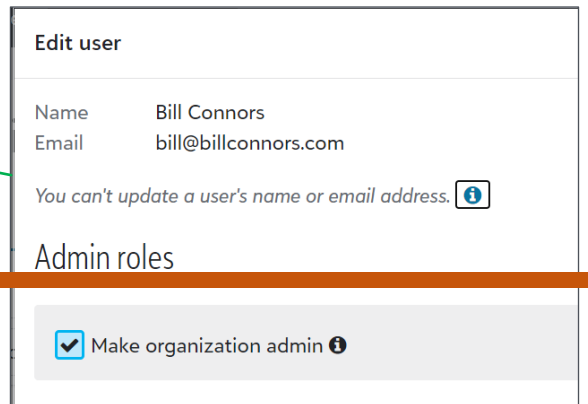 Edit user
Name Bill Connors
Email bill@billconnors.com
You can't update a user's name or email address.
Admin roles
Make organization admin